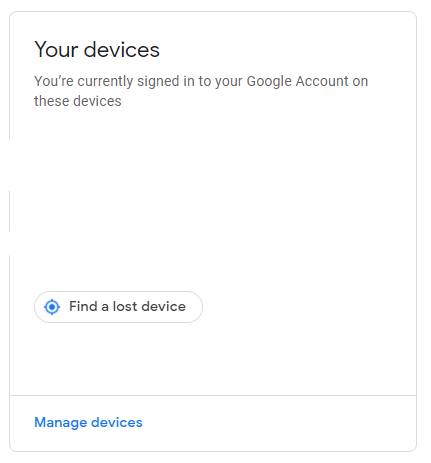 Your devices
You’re currently signed in to your Google Account on
these devices
Find a lost device
Manage devices